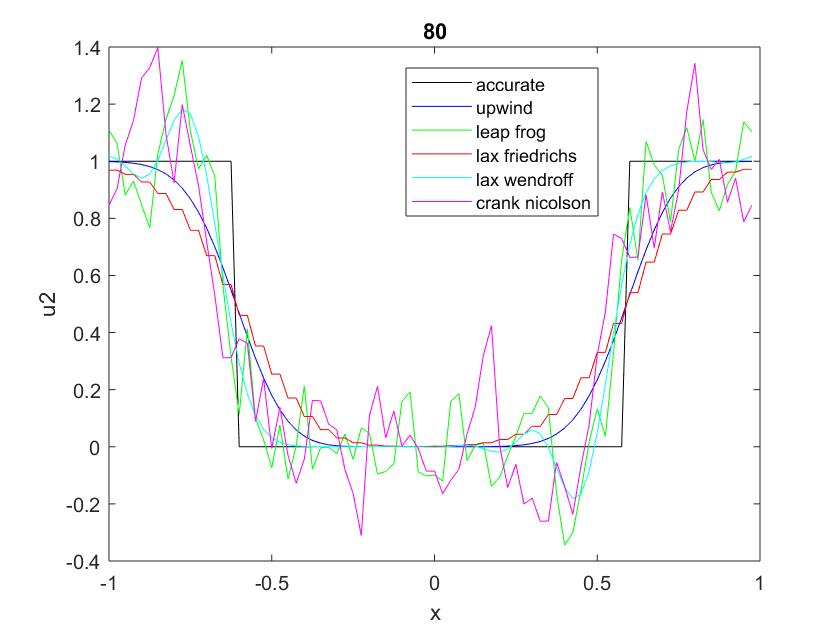 80
1.4
1.2
1
0.8
0.6
0.4
0.2
0
-0.2
-0.4
u2
accurate
upwind
leap frog
lax friedrichs
lax wendroff
crank nicolson
-1
-0.5
0
0.5
1
x